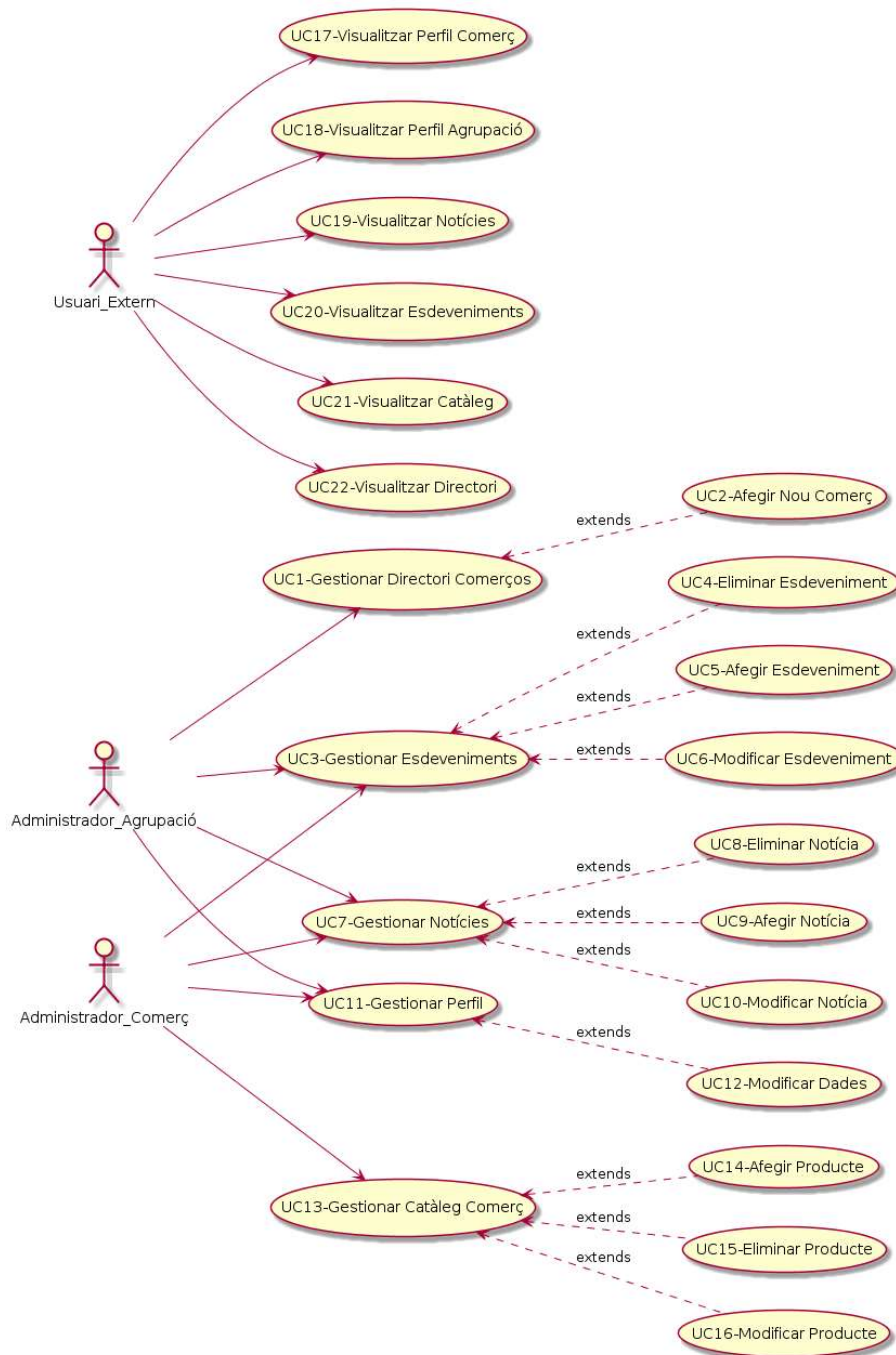 UC17-Visualitzar Perfil Comerç
UC18-Visualitzar Perfil Agrupació
UC19-Visualitzar Notícies
UC20-Visualitzar Esdeveniments
Usuari_Extern
UC21-Visualitzar Catàleg
UC22-Visualitzar Directori
UC2-Afegir Nou Comerç
extends
UC1-Gestionar Directori Comerços
UC4-Eliminar Esdeveniment
extends
UC5-Afegir Esdeveniment
extends
UC3-Gestionar Esdeveniments
extends
UC6-Modificar Esdeveniment
Administrador_Agrupació
UC8-Eliminar Notícia
extends
UC7-Gestionar Notícies
extends
UC9-Afegir Notícia
extends
UC10-Modificar Notícia
UC11-Gestionar Perfil
Administrador_Comerç
extends
UC12-Modificar Dades
UC14-Afegir Producte
extends
UC13-Gestionar Catàleg Comerç
extends
UC15-Eliminar Producte
extends
UC16-Modificar Producte